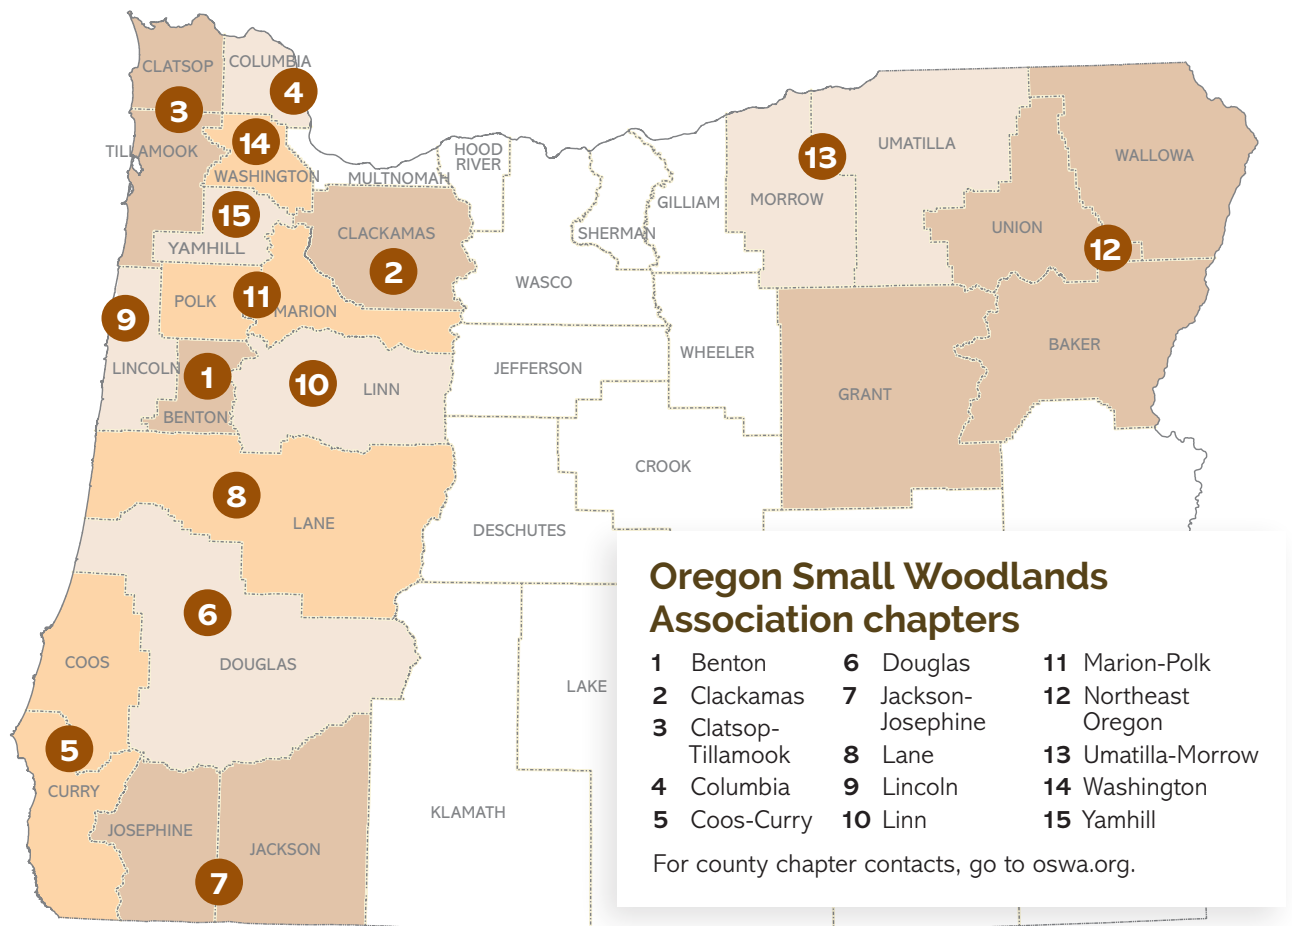 CLATSOP
COLUMBIA
4
3
14
TILLAMOOK
WASHINGTON
MULTNOMAH
HOOD
RIVER
UMATILLA
13
WALLOWA
MORROW
GILLIAM
15
YAMHILL
CLACKAMAS
2
SHERMAN
UNION
12
WASCO
POLK
11
MARION
9
LINCOLN
1
BENTON
10
LINN
JEFFERSON
WHEELER
BAKER
GRANT
CROOK
8
LANE
DESCHUTES
6
DOUGLAS
COOS
LAKE
5
CURRY
JOSEPHINE
JACKSON
7
KLAMATH
Oregon Small Woodlands
Association chapters
1 Benton
2 Clackamas
3 Clatsop-
Tillamook
4 Columbia
5 Coos-Curry
6 Douglas
7 Jackson-
Josephine
8 Lane
9 Lincoln
10 Linn
11 Marion-Polk
12 Northeast
Oregon
13 Umatilla-Morrow
14 Washington
15 Yamhill
For county chapter contacts, go to oswa.org.